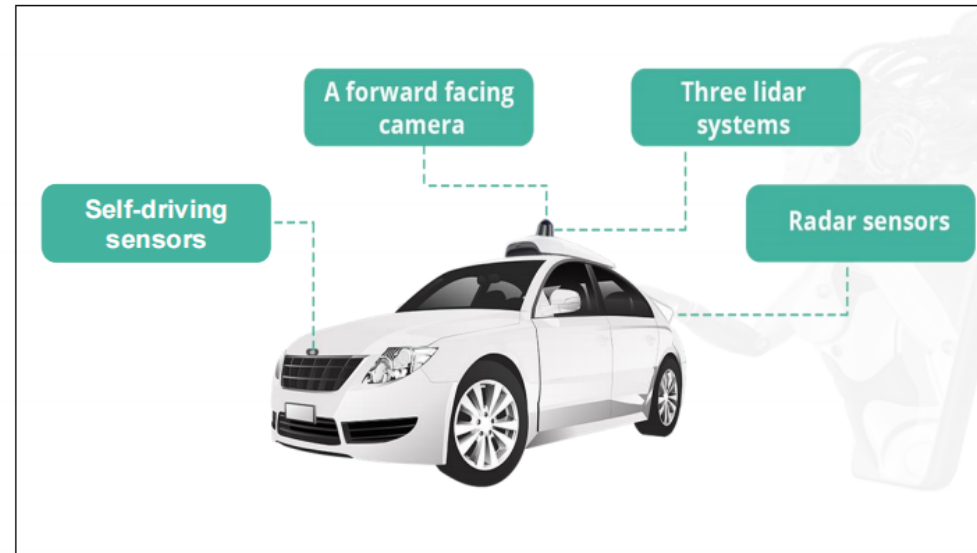 A forward facing
camera
Three lidar
systems
Self-driving
sensors
Radar sensors